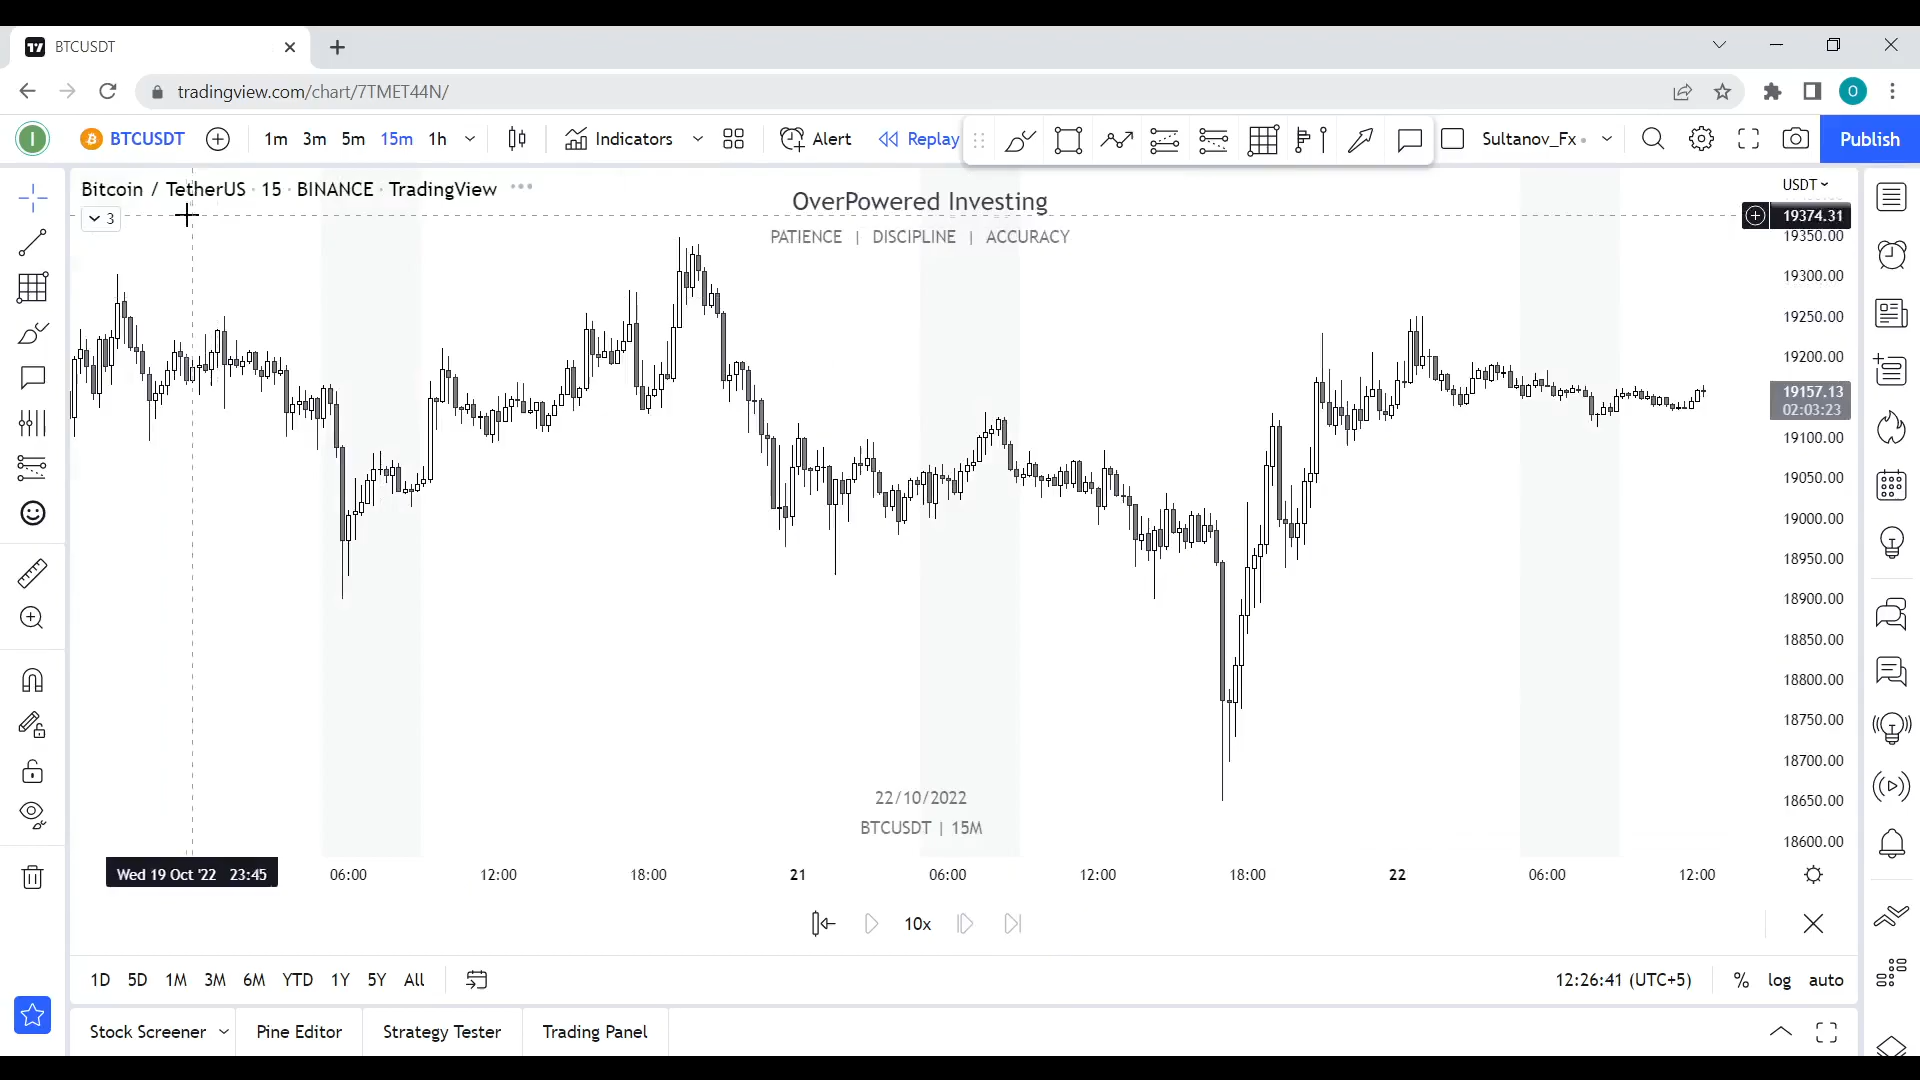 BTCUSDT
tradingview.com/chart/7TMET44N/
I BTCUSDT 1m 3m 5m 15m 1h Indicators Alert Replay Sultanov_Fx Publish
O
Bitcoin / TetherUS · 15 · BINANCE · TradingView
3
OverPowered Investing
PATIENCE | DISCIPLINE | ACCURACY
USDT
19374.31
19350.00
19300.00
19250.00
19200.00
19157.13
02:03:23
19100.00
19050.00
19000.00
18950.00
18900.00
18850.00
18800.00
18750.00
18700.00
18650.00
18600.00
22/10/2022
BTCUSDT | 15M
Wed 19 Oct '22 23:45 06:00 12:00 18:00 21 06:00 12:00 18:00 22 06:00 12:00
10x
1D 5D 1M 3M 6M YTD 1Y 5Y All 12:26:41 (UTC+5) % log auto
Stock Screener Pine Editor Strategy Tester Trading Panel